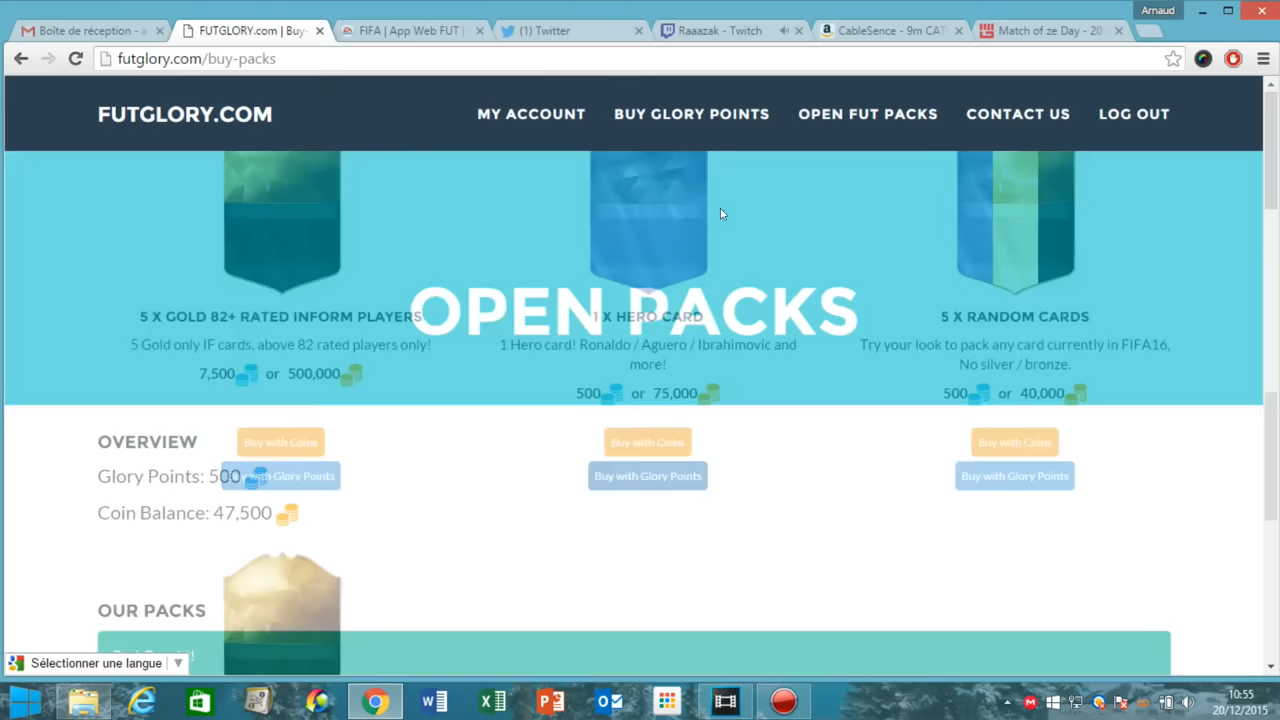 Arnaud
Boîte de réception - a
FUTGLORY.com | Buy-
FIFA | App Web FUT |
(1) Twitter
Raaazak - Twitch
CableSence - 9m CAT
Match of ze Day - 20
futglory.com/buy-packs
FUTGLORY.COM
MY ACCOUNT
BUY GLORY POINTS
OPEN FUT PACKS
CONTACT US
LOG OUT
OPEN PACKS
5 X GOLD 82+ RATED INFORM PLAYERS
1 X HERO CARD
5 X RANDOM CARDS
5 Gold only IF cards, above 82 rated players only!
1 Hero card! Ronaldo / Aguero / Ibrahimovic and
more!
Try your look to pack any card currently in FIFA16,
No silver / bronze.
7,500 or 500,000
500 or 75,000
500 or 40,000
OVERVIEW
Buy with Coins
Buy with Coins
Buy with Coins
Glory Points: 500
with Glory Points
Buy with Glory Points
Buy with Glory Points
Coin Balance: 47,500
OUR PACKS
Sélectionner une langue
10:55
20/12/2015